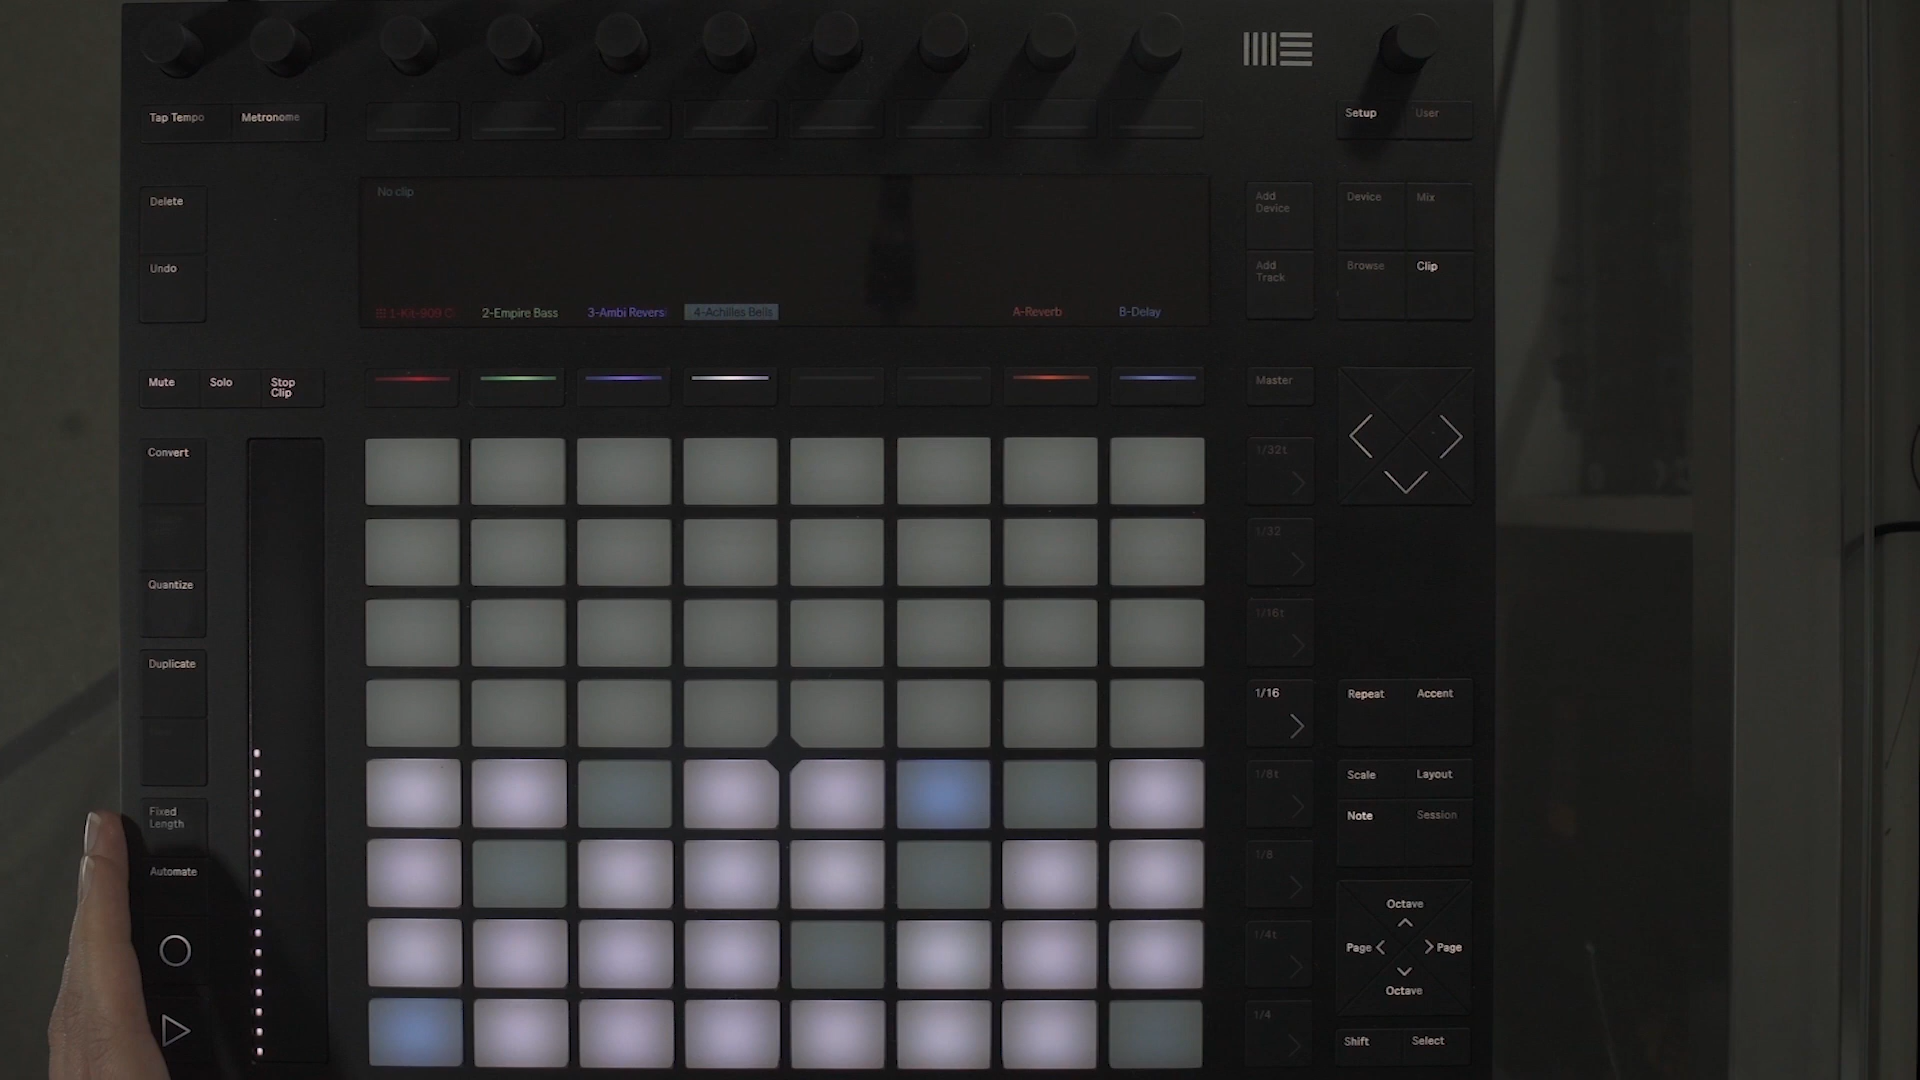 Tap Tempo
Metronome
Setup
User
Delete
No clip
Add
Device
Device
Mix
Undo
Add
Track
Browse
Clip
1-Kit-909
2-Empire Bass
3-Ambi Revers
4-Achilles Bells
A-Reverb
B-Delay
Mute
Solo
Stop
Clip
Master
Convert
1/32t
1/32
Quantize
1/16t
Duplicate
1/16
Repeat
Accent
1/8t
Scale
Layout
Fixed
Length
Note
Session
1/8
Automate
Octave
1/4t
Page
Page
Octave
1/4
Shift
Select